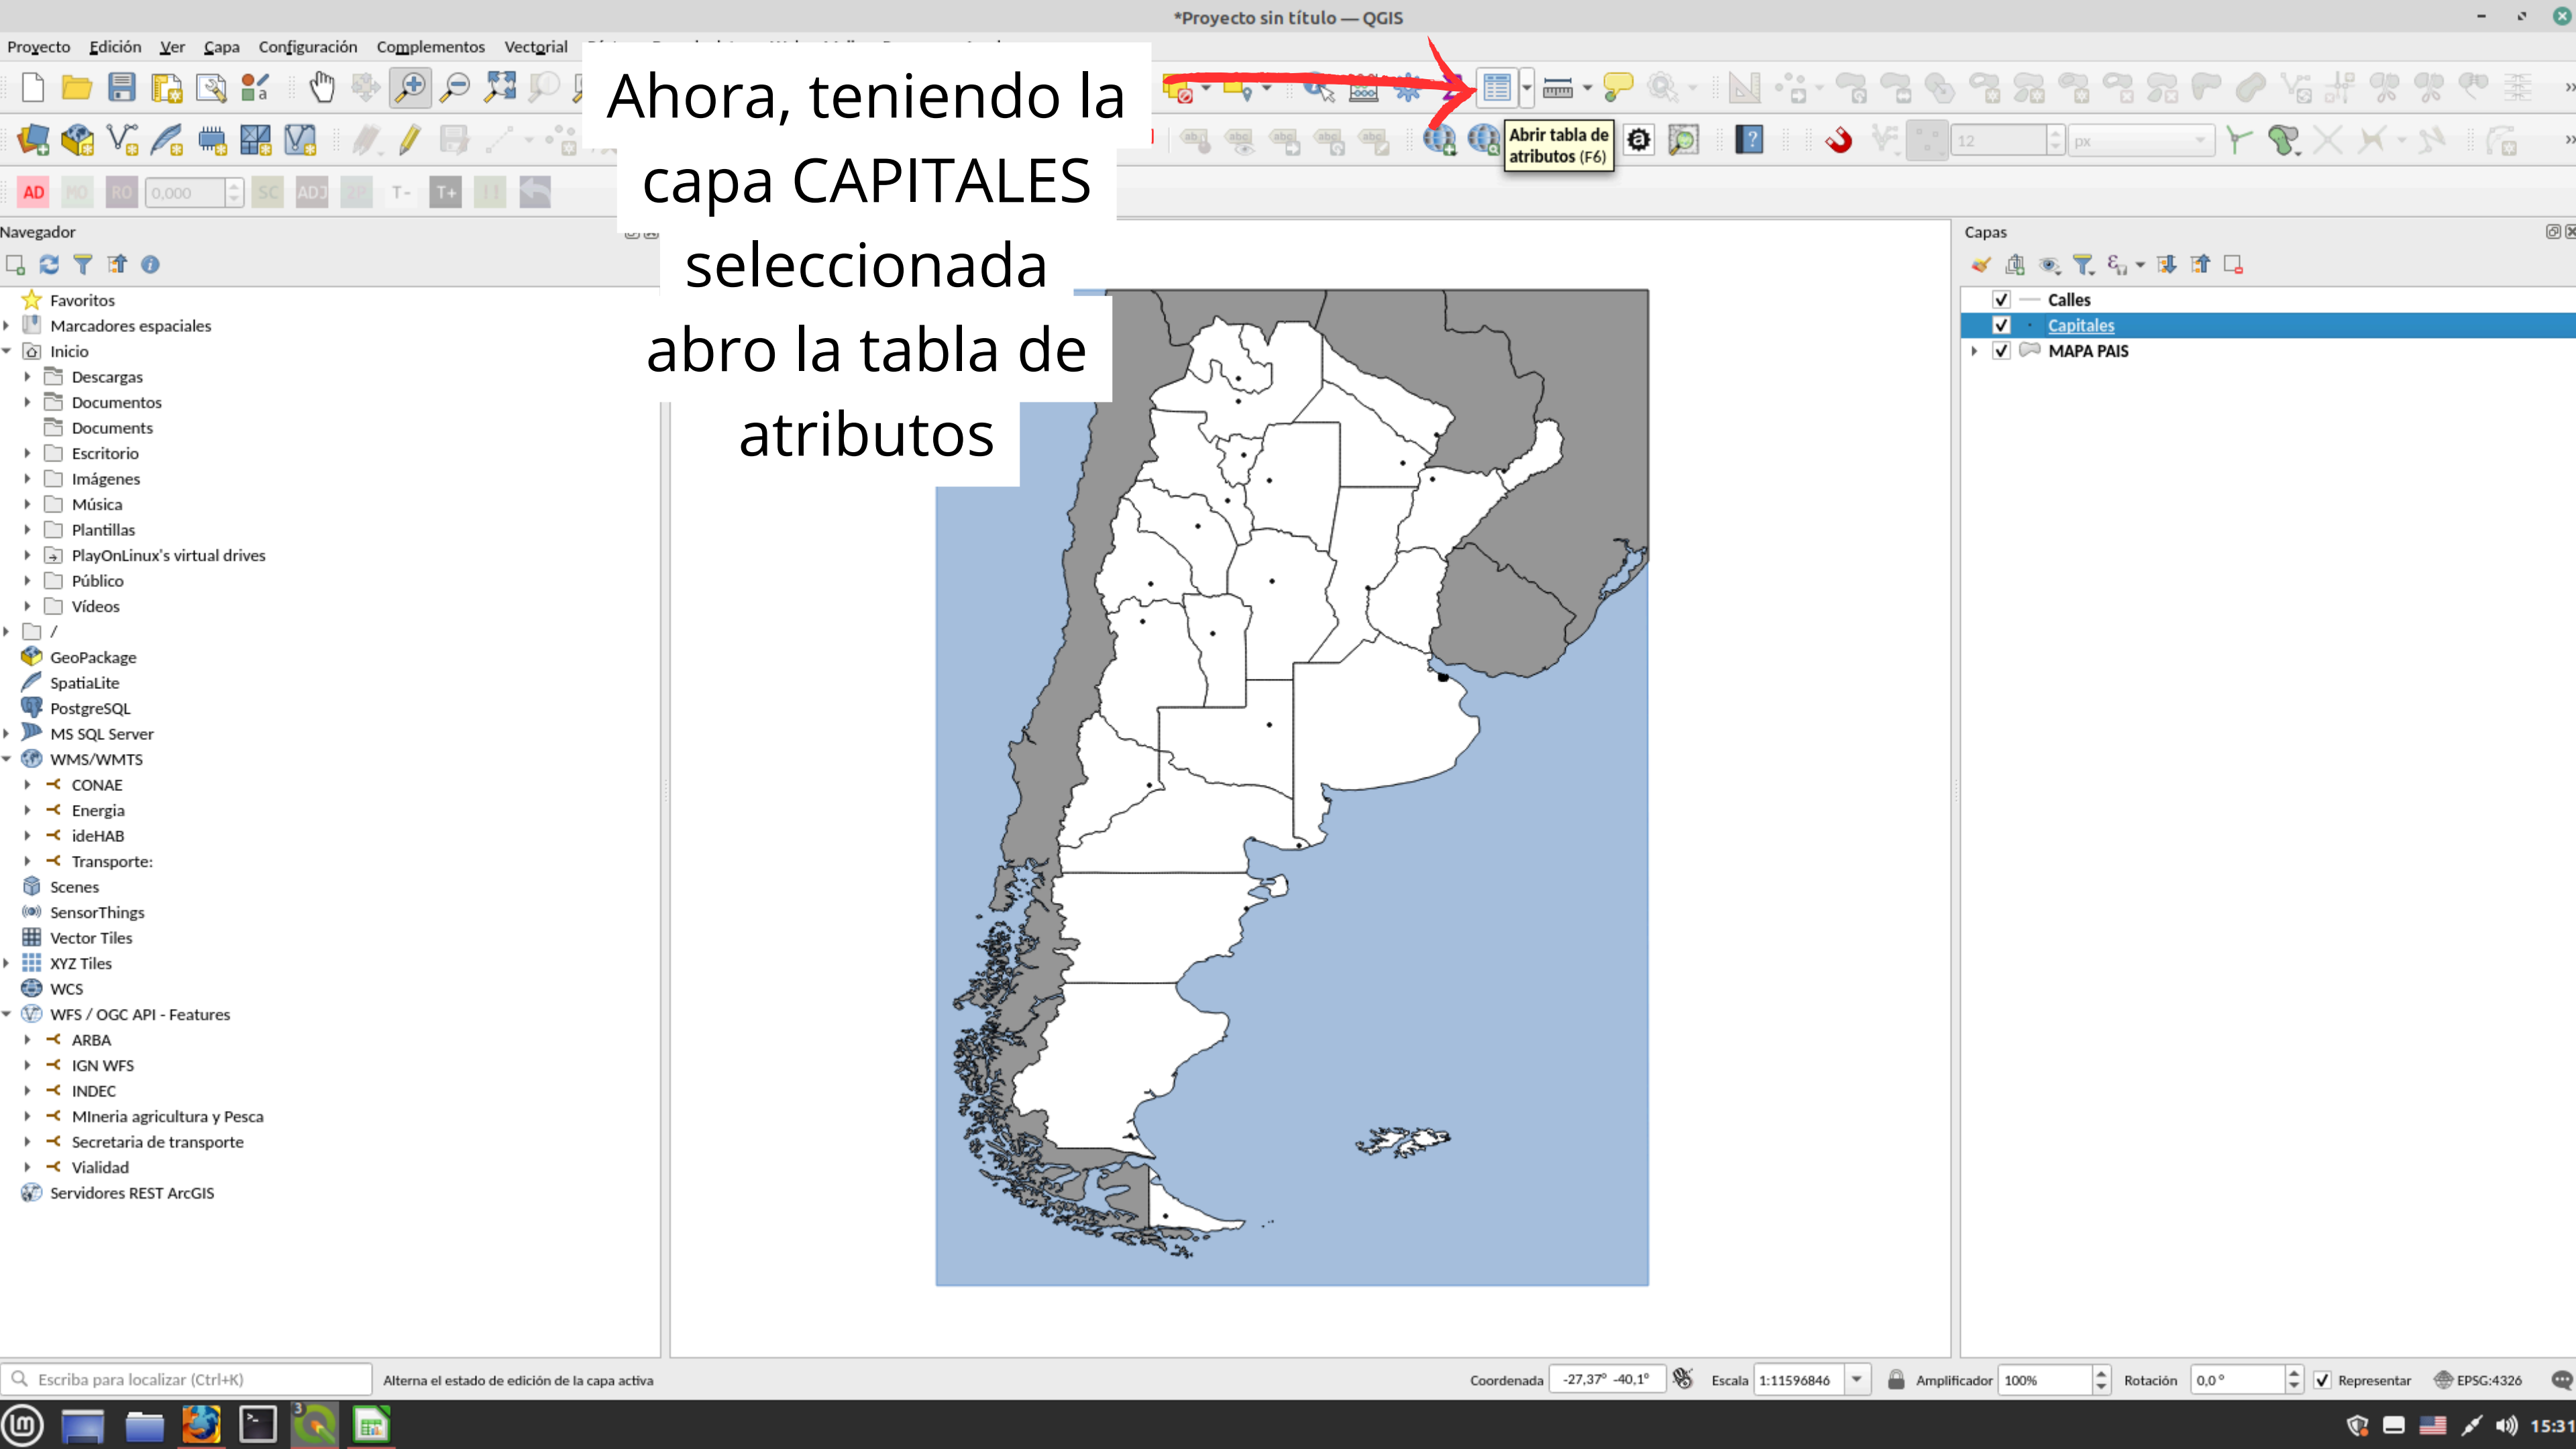 *Proyecto sin título — QGIS
Proyecto Edición Ver Capa Configuración Complementos Vectorial
Ahora, teniendo la
capa CAPITALES
seleccionada
abro la tabla de
atributos
Abrir tabla de
atributos (F6)
12 px
AD MO RO 0,000 SC ADJ 2P T- T+ !!
Navegador
Favoritos
Marcadores espaciales
Inicio
Descargas
Documentos
Documents
Escritorio
Imágenes
Música
Plantillas
PlayOnLinux's virtual drives
Público
Vídeos
/
GeoPackage
SpatiaLite
PostgreSQL
MS SQL Server
WMS/WMTS
CONAE
Energia
ideHAB
Transporte:
Scenes
SensorThings
Vector Tiles
XYZ Tiles
WCS
WFS / OGC API - Features
ARBA
IGN WFS
INDEC
MIneria agricultura y Pesca
Secretaria de transporte
Vialidad
Servidores REST ArcGIS
Capas
Calles
Capitales
MAPA PAIS
Escriba para localizar (Ctrl+K) Alterna el estado de edición de la capa activa Coordenada -27,37° -40,1° Escala 1:11596846 Amplificador 100% Rotación 0,0 ° Representar EPSG:4326
3
15:31